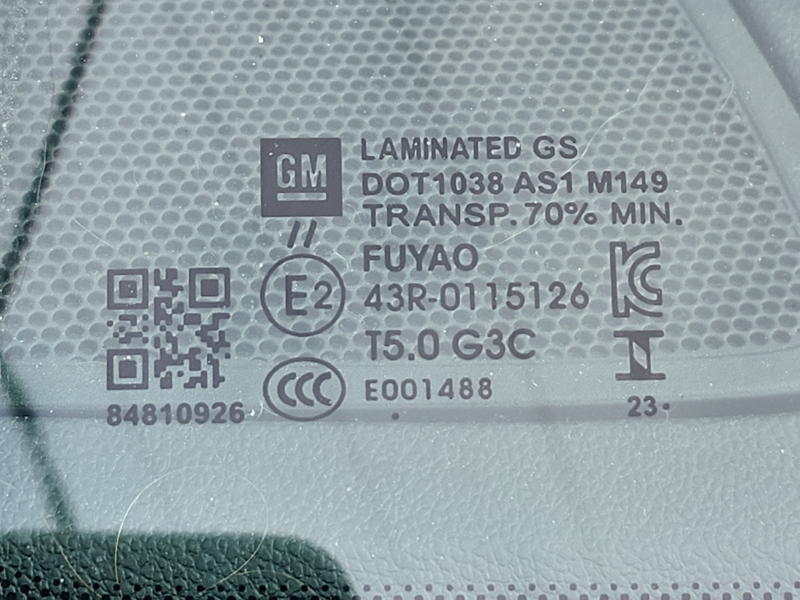 GM
LAMINATED GS
DOT1038 AS1 M149
TRANSP. 70% MIN.
//
FUYAO
E2
43R-0115126
KC
T5.0 G3C
CCC
E001488
84810926
23.